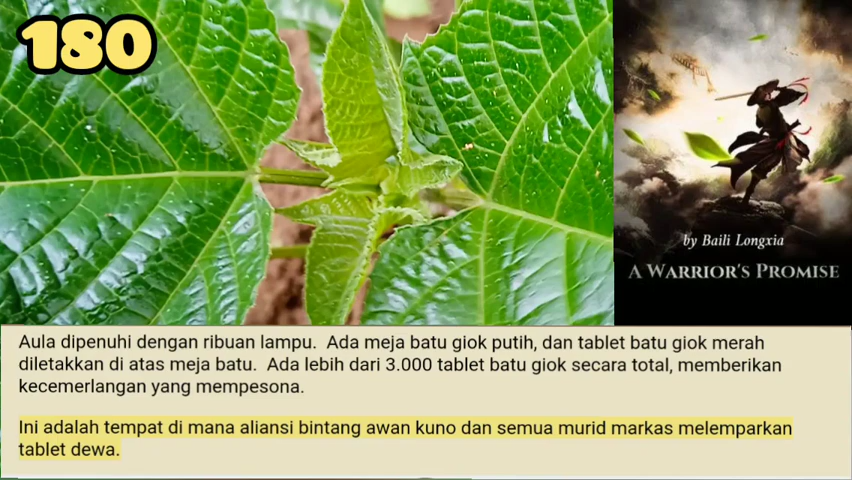 180
by Baili Longxia
A WARRIOR'S PROMISE
Aula dipenuhi dengan ribuan lampu.  Ada meja batu giok putih, dan tablet batu giok merah
diletakkan di atas meja batu.  Ada lebih dari 3.000 tablet batu giok secara total, memberikan
kecemerlangan yang mempesona.
Ini adalah tempat di mana aliansi bintang awan kuno dan semua murid markas melemparkan
tablet dewa.